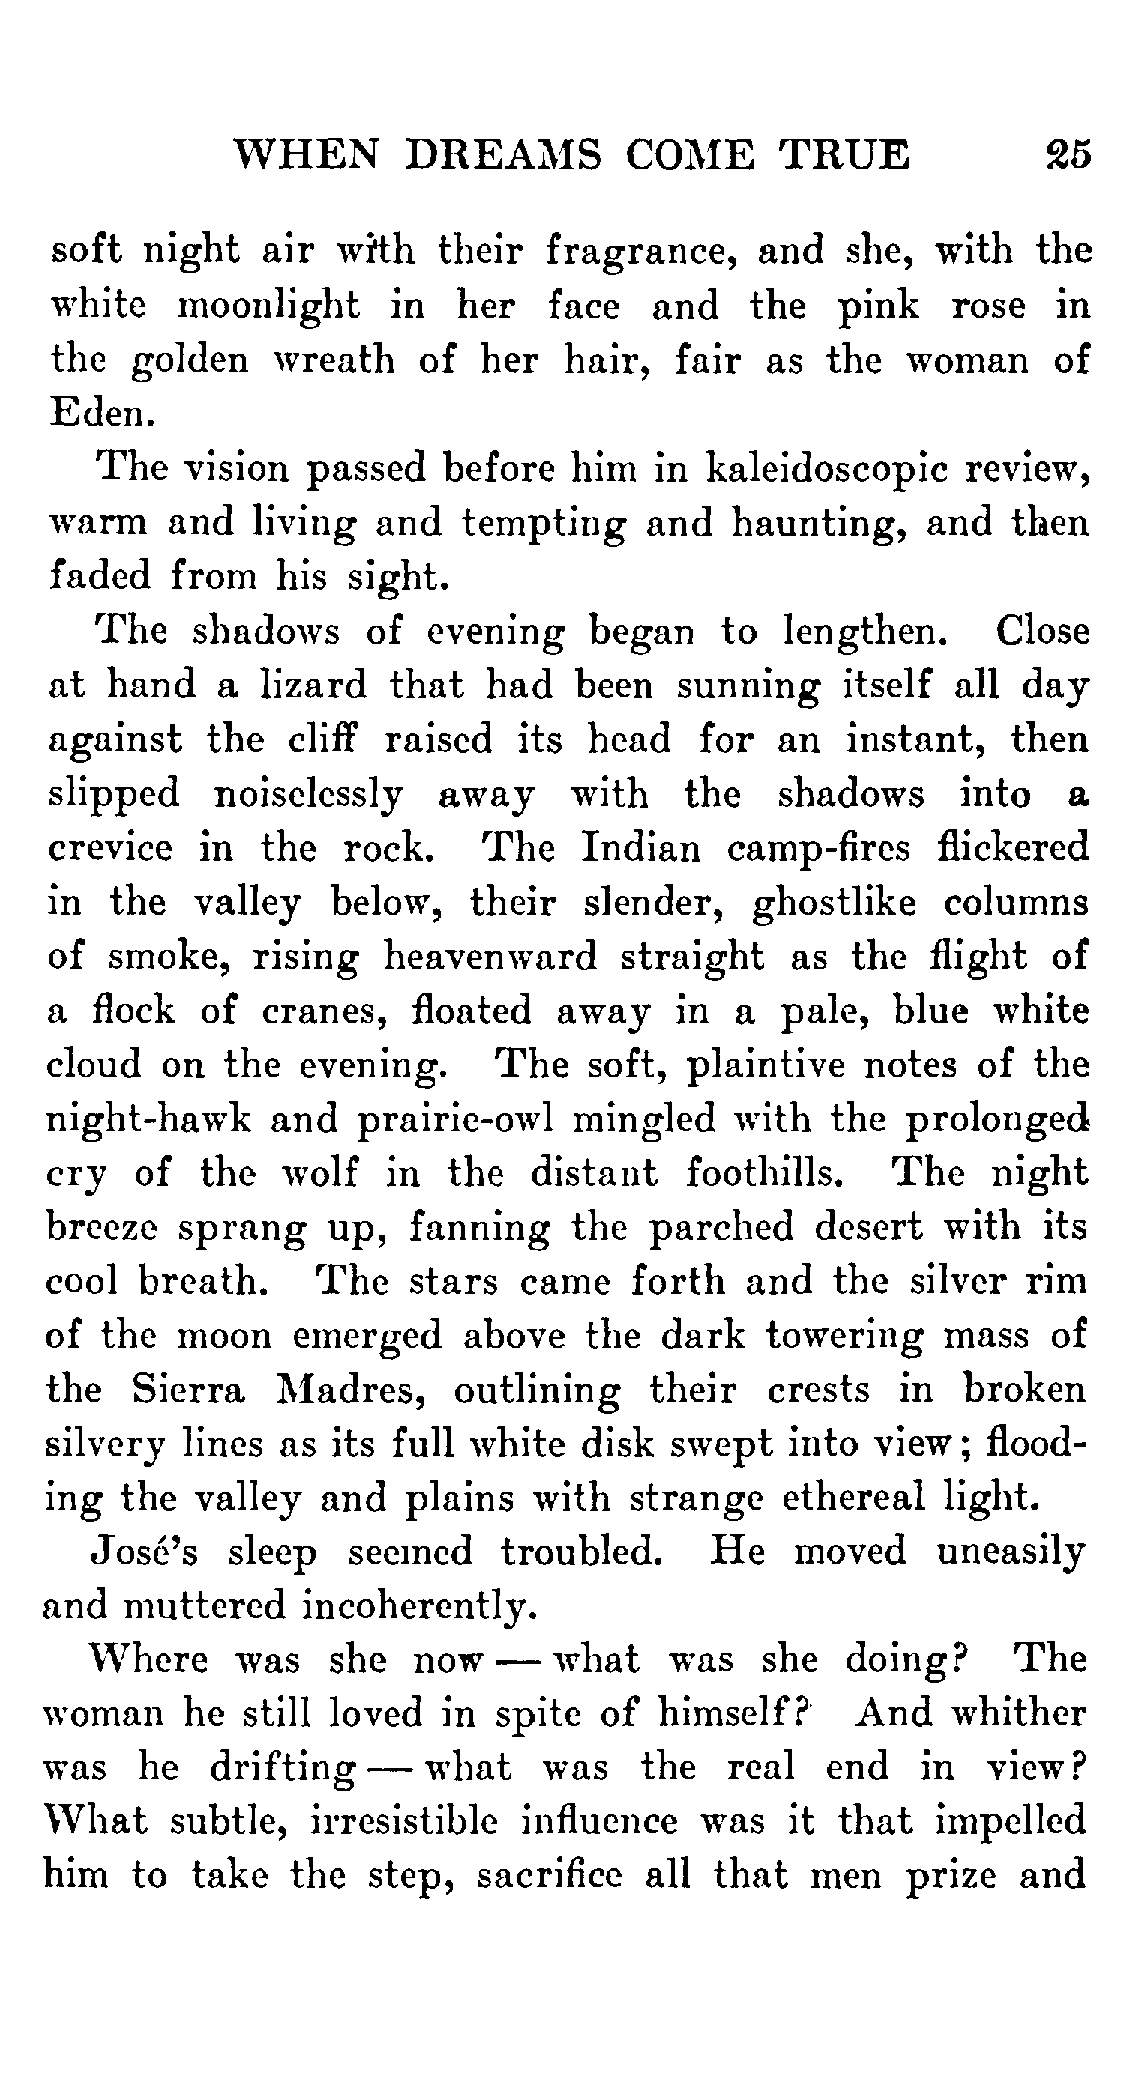 WHEN DREAMS COME TRUE 25
soft night air with their fragrance, and she, with the
white moonlight in her face and the pink rose in
the golden wreath of her hair, fair as the woman of
Eden.
The vision passed before him in kaleidoscopic review,
warm and living and tempting and haunting, and then
faded from his sight.
The shadows of evening began to lengthen. Close
at hand a lizard that had been sunning itself all day
against the cliff raised its head for an instant, then
slipped noiselessly away with the shadows into a
crevice in the rock. The Indian camp-fires flickered
in the valley below, their slender, ghostlike columns
of smoke, rising heavenward straight as the flight of
a flock of cranes, floated away in a pale, blue white
cloud on the evening. The soft, plaintive notes of the
night-hawk and prairie-owl mingled with the prolonged
cry of the wolf in the distant foothills. The night
breeze sprang up, fanning the parched desert with its
cool breath. The stars came forth and the silver rim
of the moon emerged above the dark towering mass of
the Sierra Madres, outlining their crests in broken
silvery lines as its full white disk swept into view; flood-
ing the valley and plains with strange ethereal light.
José's sleep seemed troubled. He moved uneasily
and muttered incoherently.
Where was she now — what was she doing? The
woman he still loved in spite of himself? And whither
was he drifting — what was the real end in view?
What subtle, irresistible influence was it that impelled
him to take the step, sacrifice all that men prize and